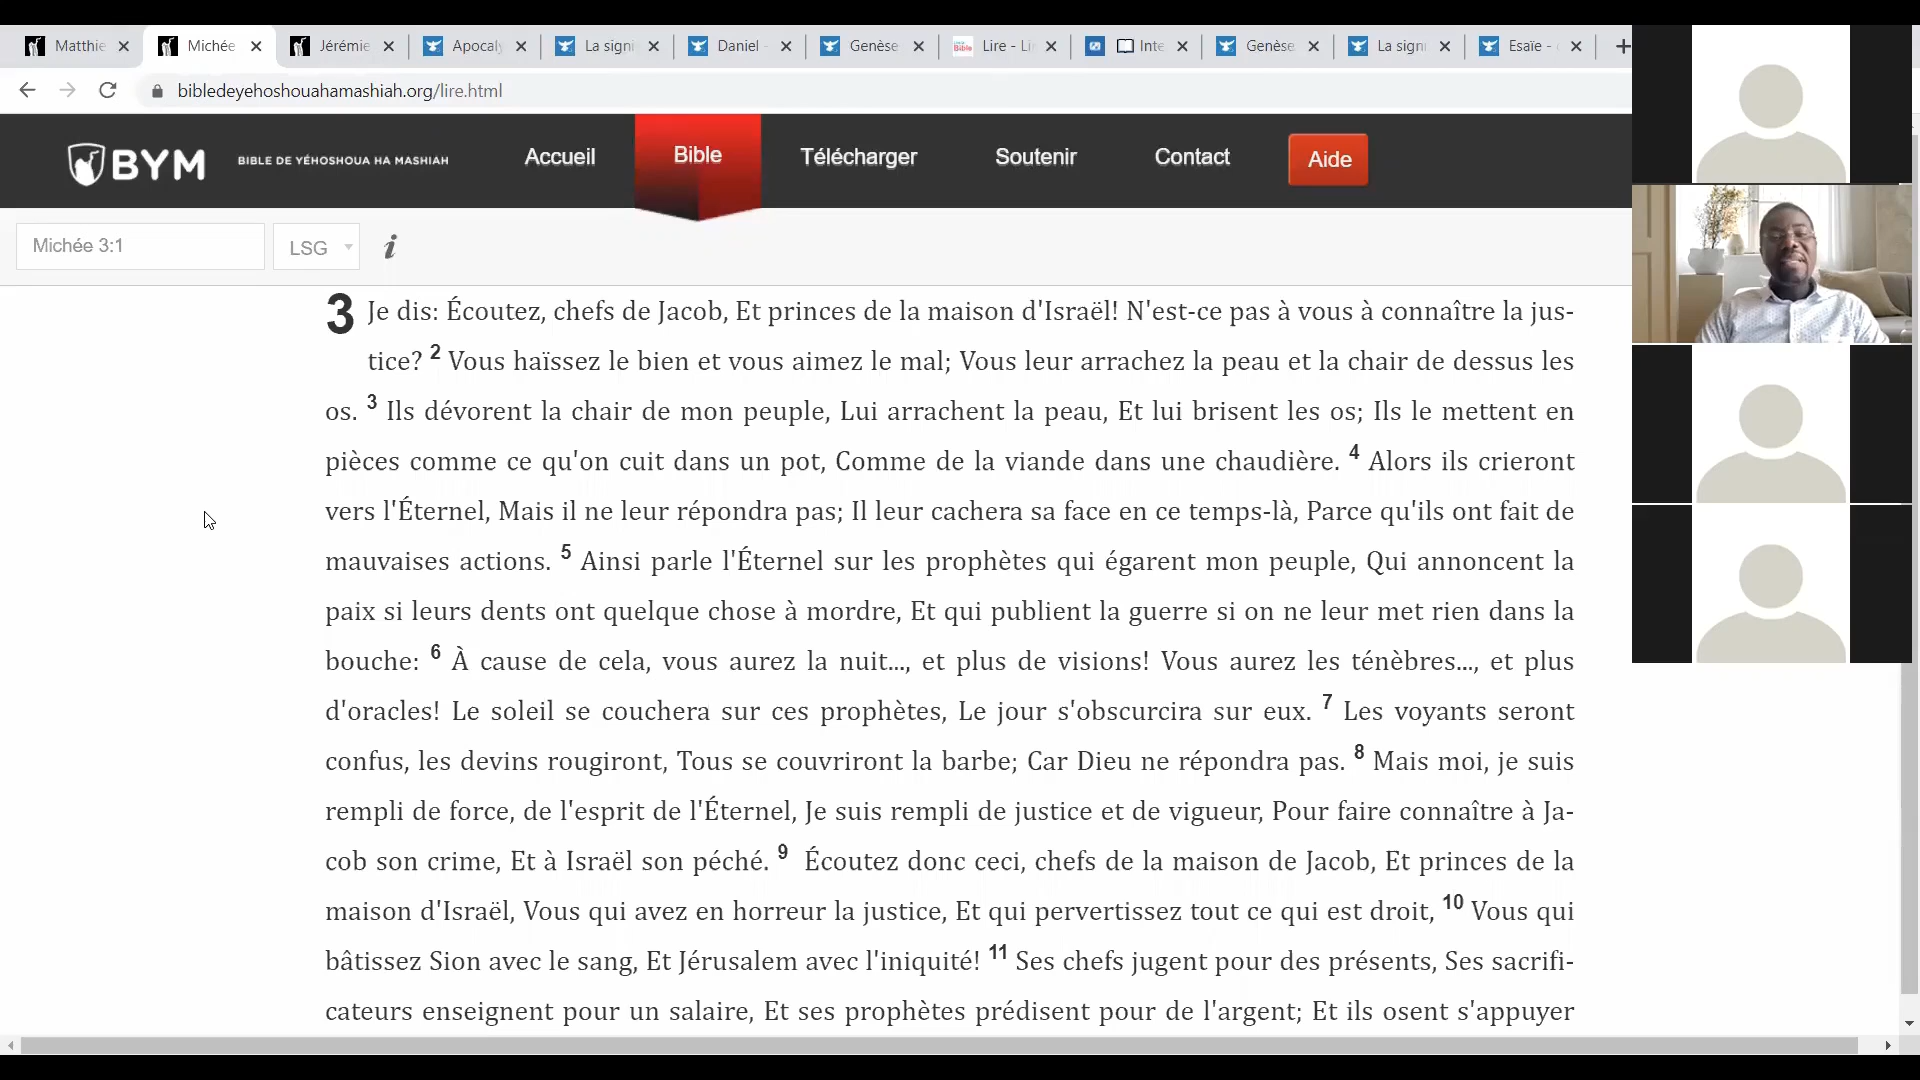 Matthie
Michée
Jérémie
Apocaly
La signi
Daniel -
Genèse
Lire - Li
Inte
Genèse
La signi
Esaïe -
bibledeyehoshouahamashiah.org/lire.html
BYM BIBLE DE YÉHOSHOUA HA MASHIAH Accueil Bible Télécharger Soutenir Contact Aide
Michée 3:1 LSG i
3 Je dis: Écoutez, chefs de Jacob, Et princes de la maison d'Israël! N'est-ce pas à vous à connaître la jus-
tice? 2 Vous haïssez le bien et vous aimez le mal; Vous leur arrachez la peau et la chair de dessus les
os. 3 Ils dévorent la chair de mon peuple, Lui arrachent la peau, Et lui brisent les os; Ils le mettent en
pièces comme ce qu'on cuit dans un pot, Comme de la viande dans une chaudière. 4 Alors ils crieront
vers l'Éternel, Mais il ne leur répondra pas; Il leur cachera sa face en ce temps-là, Parce qu'ils ont fait de
mauvaises actions. 5 Ainsi parle l'Éternel sur les prophètes qui égarent mon peuple, Qui annoncent la
paix si leurs dents ont quelque chose à mordre, Et qui publient la guerre si on ne leur met rien dans la
bouche: 6 À cause de cela, vous aurez la nuit..., et plus de visions! Vous aurez les ténèbres..., et plus
d'oracles! Le soleil se couchera sur ces prophètes, Le jour s'obscurcira sur eux. 7 Les voyants seront
confus, les devins rougiront, Tous se couvriront la barbe; Car Dieu ne répondra pas. 8 Mais moi, je suis
rempli de force, de l'esprit de l'Éternel, Je suis rempli de justice et de vigueur, Pour faire connaître à Ja-
cob son crime, Et à Israël son péché. 9 Écoutez donc ceci, chefs de la maison de Jacob, Et princes de la
maison d'Israël, Vous qui avez en horreur la justice, Et qui pervertissez tout ce qui est droit, 10 Vous qui
bâtissez Sion avec le sang, Et Jérusalem avec l'iniquité! 11 Ses chefs jugent pour des présents, Ses sacrifi-
cateurs enseignent pour un salaire, Et ses prophètes prédisent pour de l'argent; Et ils osent s'appuyer